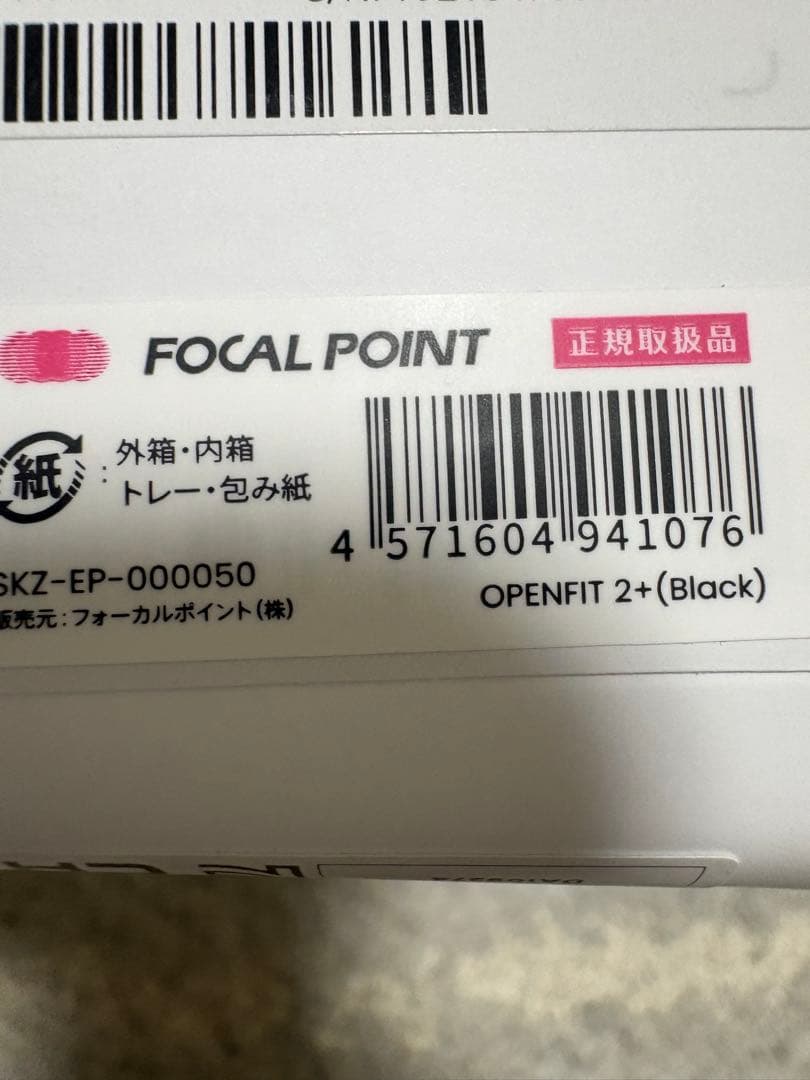 FOCAL POINT
正規取扱品
紙 : 外箱・内箱
トレー・包み紙
4 571604 941076
SKZ-EP-000050
OPENFIT 2+(Black)
販売元:フォーカルポイント(株)